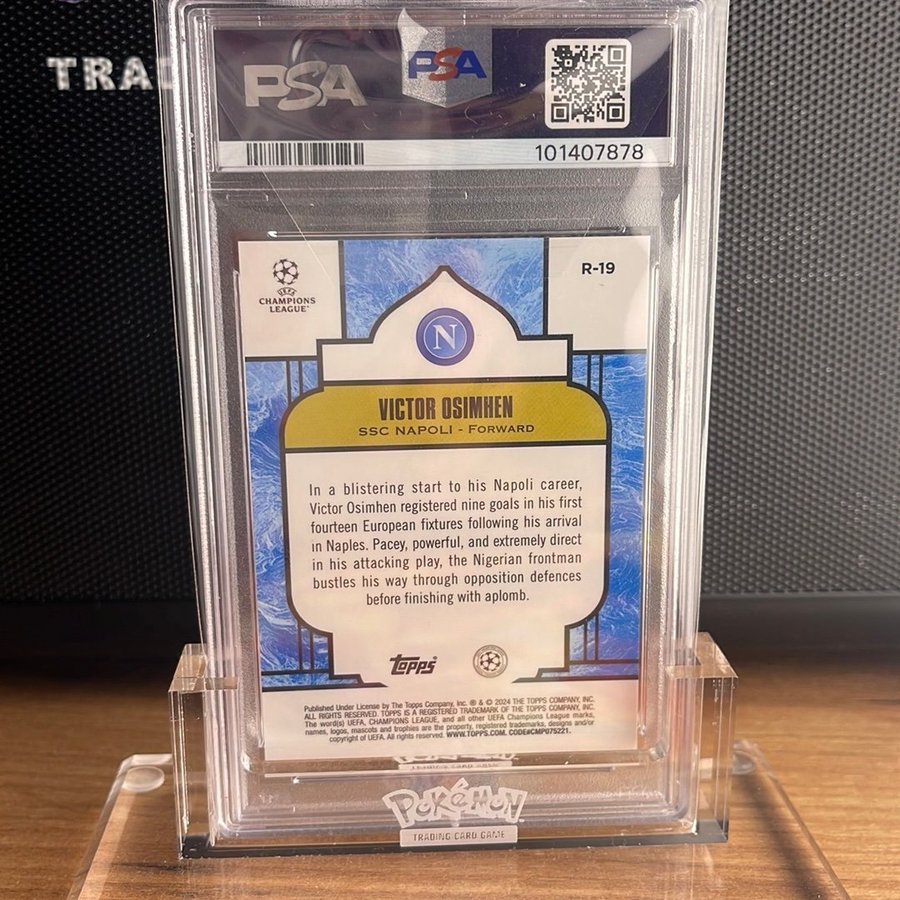 TRAD
PSA
PSA
101407878
R-19
UEFA
CHAMPIONS
LEAGUE
N
VICTOR OSIMHEN
SSC NAPOLI - FORWARD
In a blistering start to his Napoli career,
Victor Osimhen registered nine goals in his first
fourteen European fixtures following his arrival
in Naples. Pacey, powerful, and extremely direct
in his attacking play, the Nigerian frontman
bustles his way through opposition defences
before finishing with aplomb.
Topps
Published Under License by The Topps Company, Inc. ® & © 2024 THE TOPPS COMPANY, INC.
ALL RIGHTS RESERVED. TOPPS IS A REGISTERED TRADEMARK OF THE TOPPS COMPANY, INC.
The word(s) UEFA, CHAMPIONS LEAGUE, and all other UEFA Champions League marks,
names, logos, mascots and trophies are the property, registered trademarks, designs and/or
copyright of UEFA. All rights reserved. WWW.TOPPS.COM. CODE#CMP075221.
POKéMON
TRADING CARD GAME